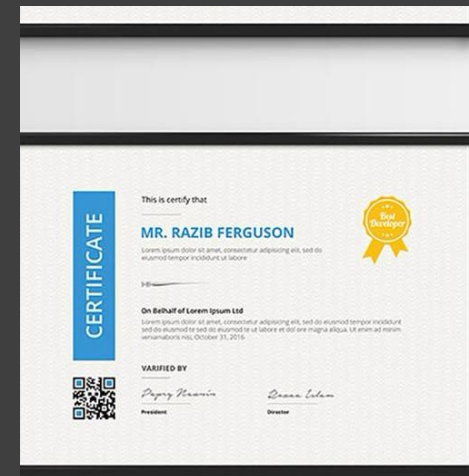 CERTIFICATE
This is certify that
MR. RAZIB FERGUSON
Lorem ipsum dolor sit amet, consectetur adipisicing elit, sed do
eiusmod tempor incididunt ut labore
Best
Developer
On Belhalf of Lorem Ipsum Ltd
Lorem ipsum dolor sit amet, consectetur adipisicing elit, sed do eiusmod tempor incididunt
sed do eiusmod te sed do eiusmod te ut labore et dol ore magna aliqua. Ut enim ad minim
veniamaboris nisi, October 31, 2016
VARIFIED BY
President
Director